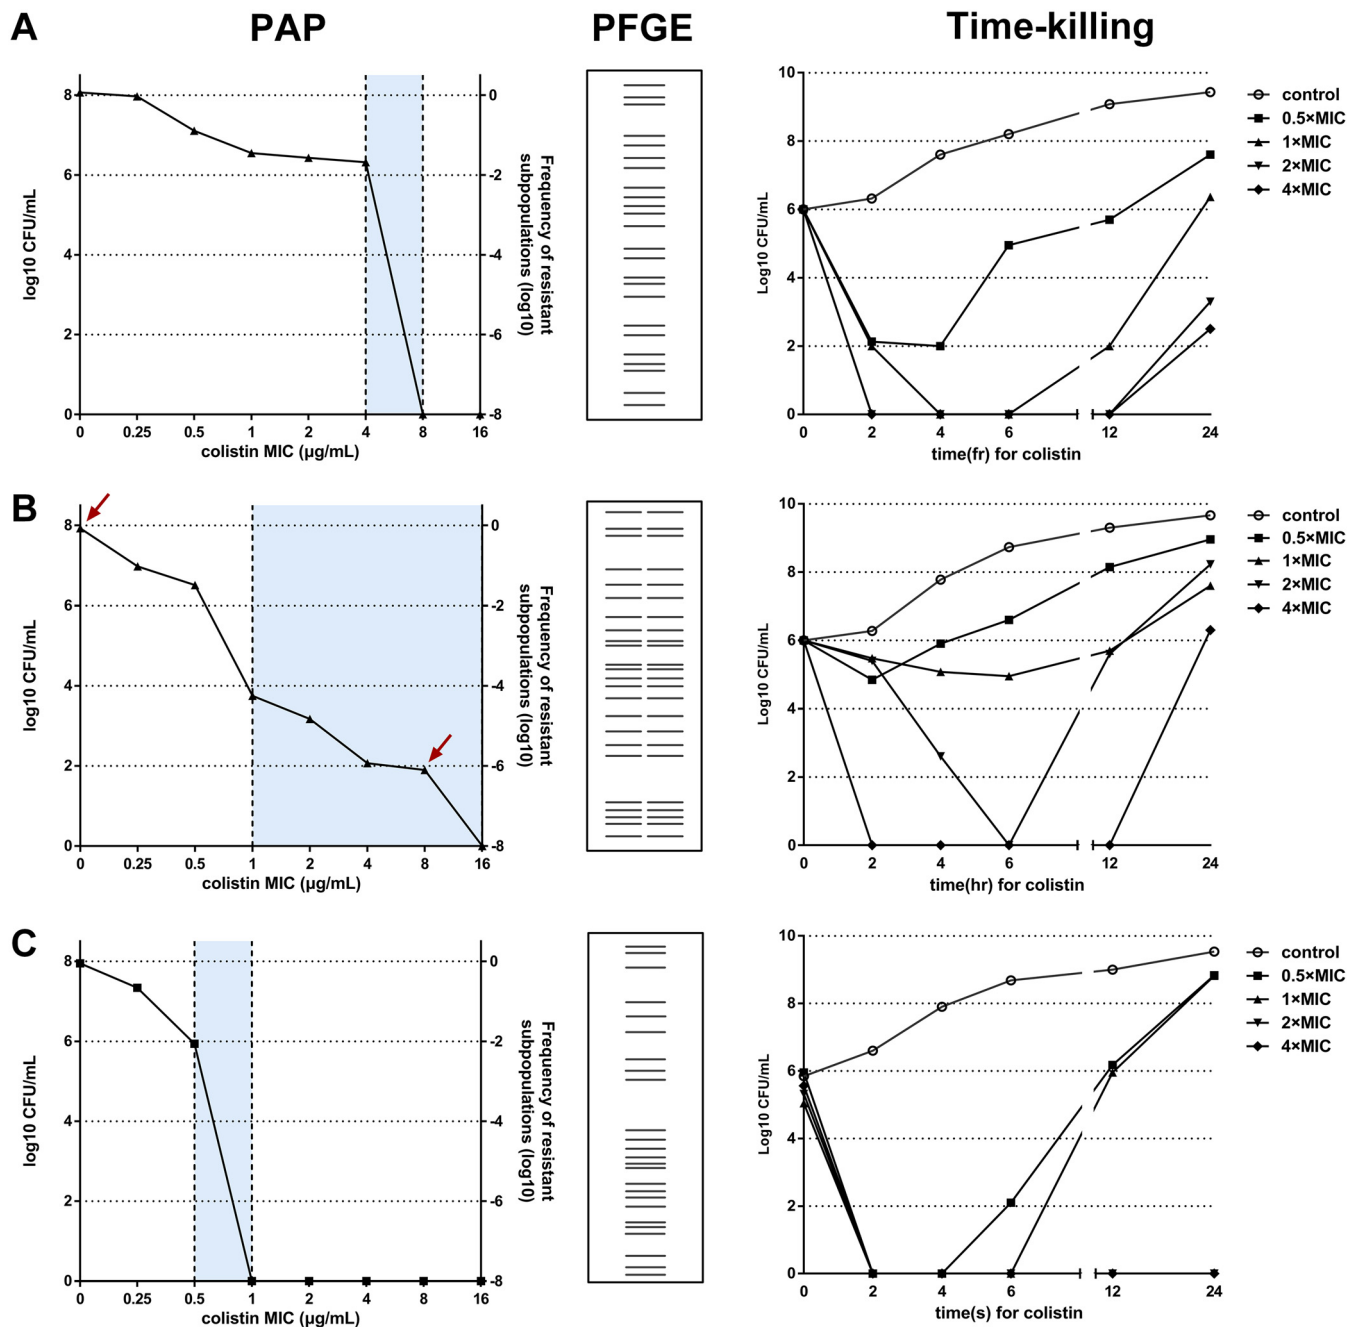 A PAP PFGE Time-killing
8
6
4
2
0
log10 CFU/mL
0
-2
-4
-6
-8
Frequency of resistant
subpopulations (log10)
0 0.25 0.5 1 2 4 8 16
colistin MIC (µg/mL)
10
8
6
4
2
0
Log10 CFU/mL
0 2 4 6 12 24
time(fr) for colistin
control
0.5×MIC
1×MIC
2×MIC
4×MIC
B
8
6
4
2
0
log10 CFU/mL
0
-2
-4
-6
-8
Frequency of resistant
subpopulations (log10)
0 0.25 0.5 1 2 4 8 16
colistin MIC (µg/mL)
10
8
6
4
2
0
Log10 CFU/mL
0 2 4 6 12 24
time(hr) for colistin
control
0.5×MIC
1×MIC
2×MIC
4×MIC
C
8
6
4
2
0
log10 CFU/mL
0
-2
-4
-6
-8
Frequency of resistant
subpopulations (log10)
0 0.25 0.5 1 2 4 8 16
colistin MIC (µg/mL)
10
8
6
4
2
0
Log10 CFU/mL
0 2 4 6 12 24
time(s) for colistin
control
0.5×MIC
1×MIC
2×MIC
4×MIC